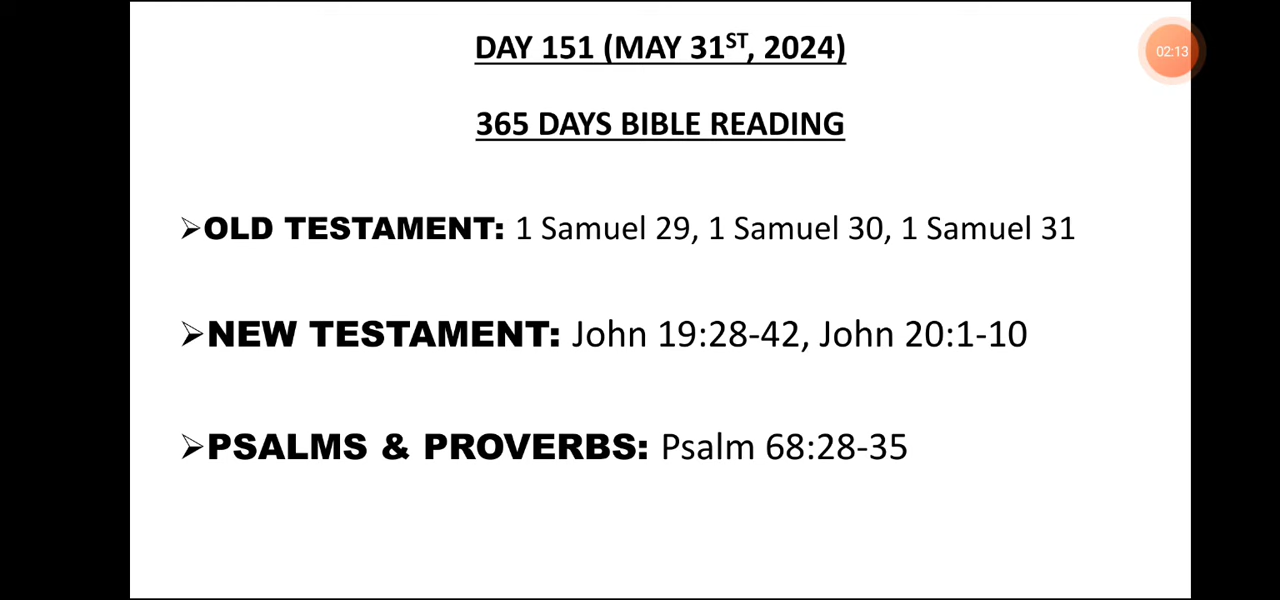 DAY 151 (MAY 31ST, 2024)
02:13
365 DAYS BIBLE READING
➢OLD TESTAMENT: 1 Samuel 29, 1 Samuel 30, 1 Samuel 31
➢NEW TESTAMENT: John 19:28-42, John 20:1-10
➢PSALMS & PROVERBS: Psalm 68:28-35